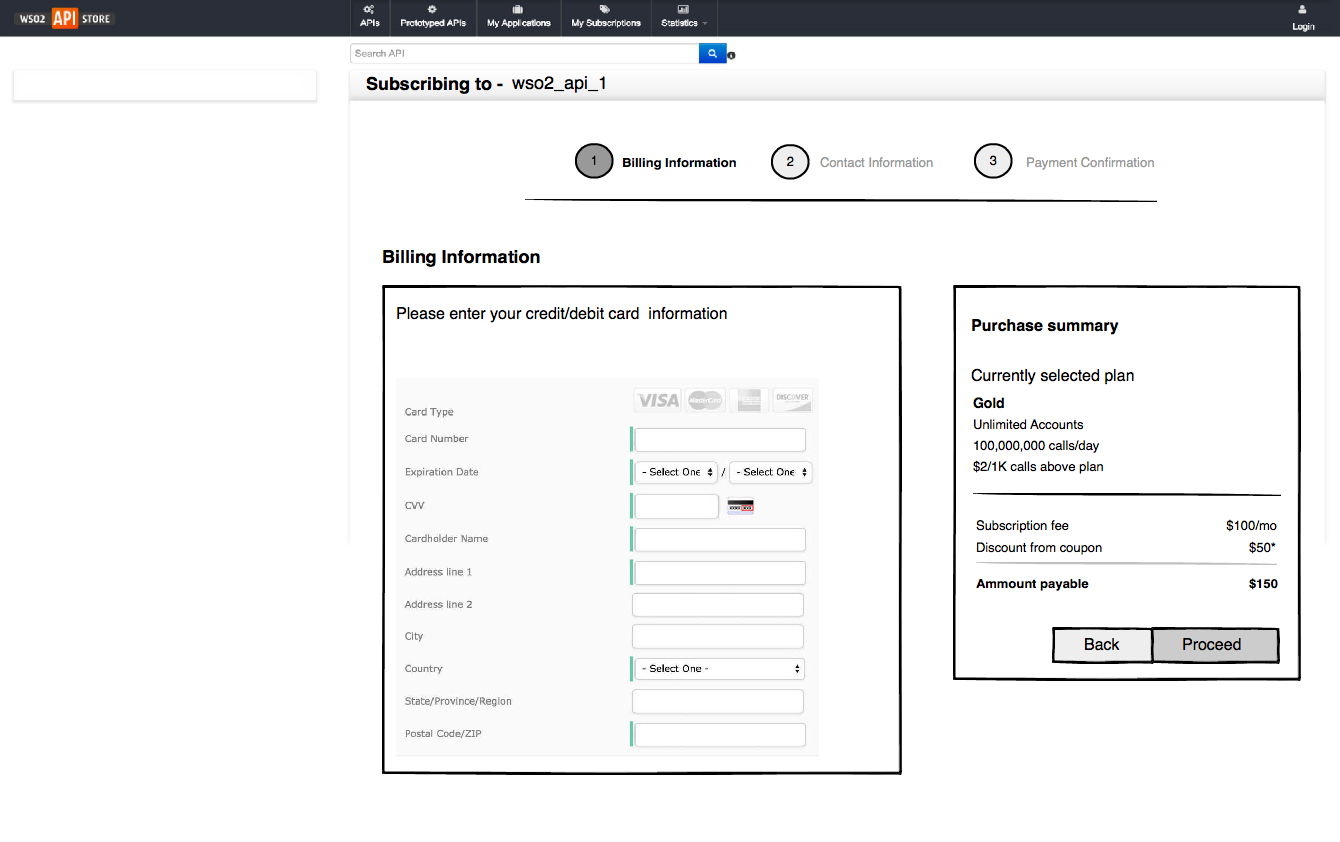 WSO2 API STORE
APIs Prototyped APIs My Applications My Subscriptions Statistics Login
Search API
Subscribing to - wso2_api_1
1 Billing Information 2 Contact Information 3 Payment Confirmation
Billing Information
Please enter your credit/debit card information
VISA MasterCard DISCOVER
Card Type
Card Number
Expiration Date - Select One / - Select One
CVV
Cardholder Name
Address line 1
Address line 2
City
Country - Select One -
State/Province/Region
Postal Code/ZIP
Purchase summary
Currently selected plan
Gold
Unlimited Accounts
100,000,000 calls/day
$2/1K calls above plan
Subscription fee $100/mo
Discount from coupon $50*
Ammount payable $150
Back Proceed